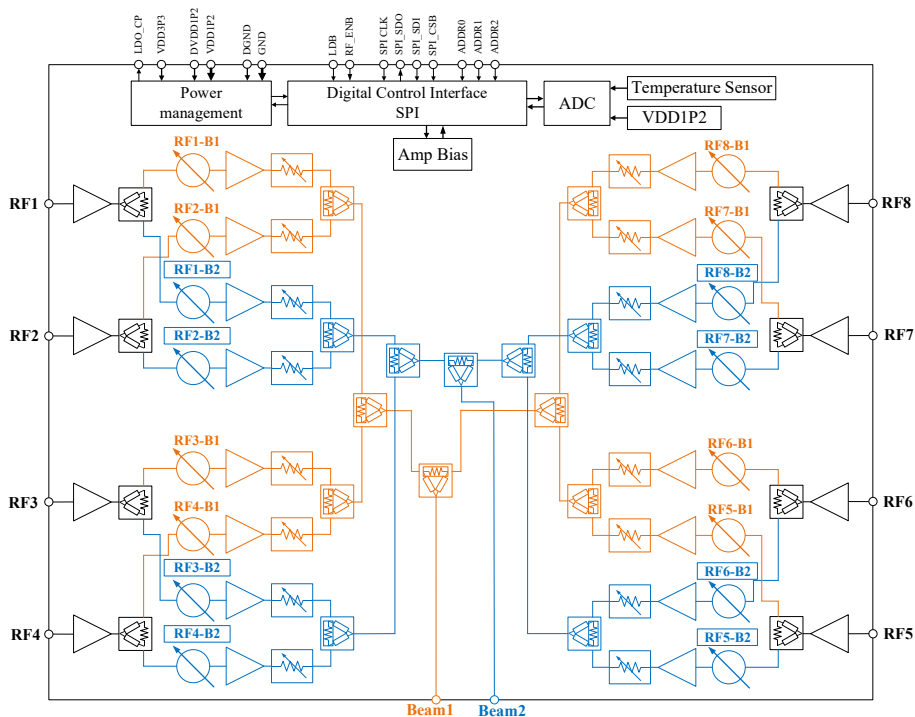 LDO_CP
VDD3P3
DVDD1P2
VDD1P2
DGND
GND
LDB
RF_ENB
SPI CLK
SPI_SDO
SPI_SDI
SPI_CSB
ADDR0
ADDR1
ADDR2
Power
management
Digital Control Interface
SPI
ADC
Temperature Sensor
VDD1P2
Amp Bias
RF1-B1
RF8-B1
RF1
RF8
RF2-B1
RF7-B1
RF1-B2
RF8-B2
RF2
RF2-B2
RF7-B2
RF7
RF3-B1
RF6-B1
RF3
RF6
RF4-B1
RF5-B1
RF3-B2
RF6-B2
RF4
RF4-B2
RF5-B2
RF5
Beam1
Beam2